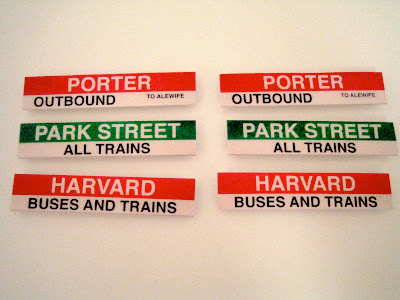 PORTER
OUTBOUND TO ALEWIFE
PARK STREET
ALL TRAINS
HARVARD
BUSES AND TRAINS
PORTER
OUTBOUND TO ALEWIFE
PARK STREET
ALL TRAINS
HARVARD
BUSES AND TRAINS